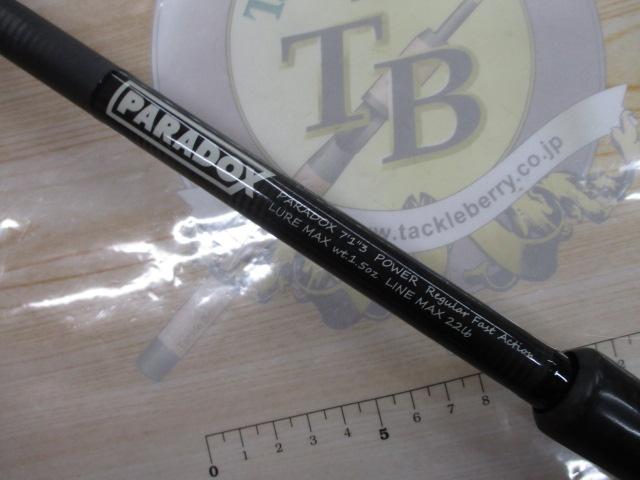 TB
www.tackleberry.co.jp
PARADOX
PARADOX 7'1"3 POWER Regular Fast Action
LURE MAX wt.1.5oz LINE MAX 22lb
0 1 2 3 4 5 6 7 8